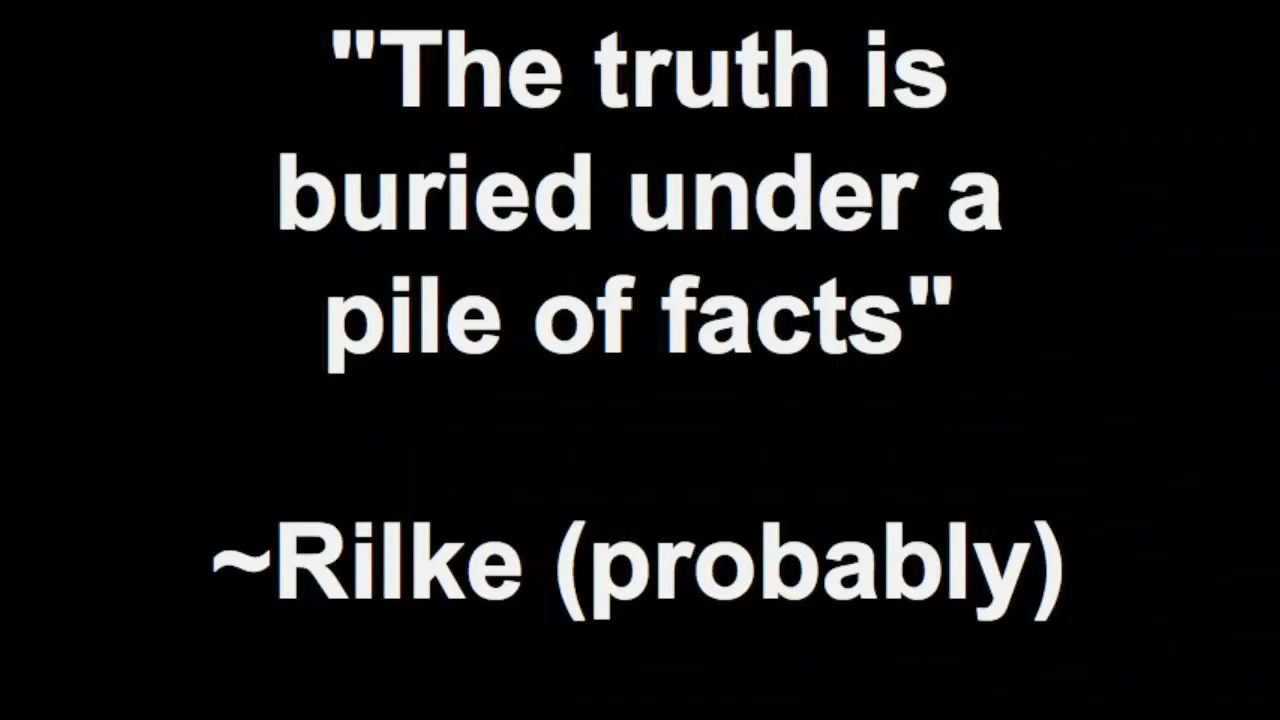 "The truth is
buried under a
pile of facts"
~Rilke (probably)